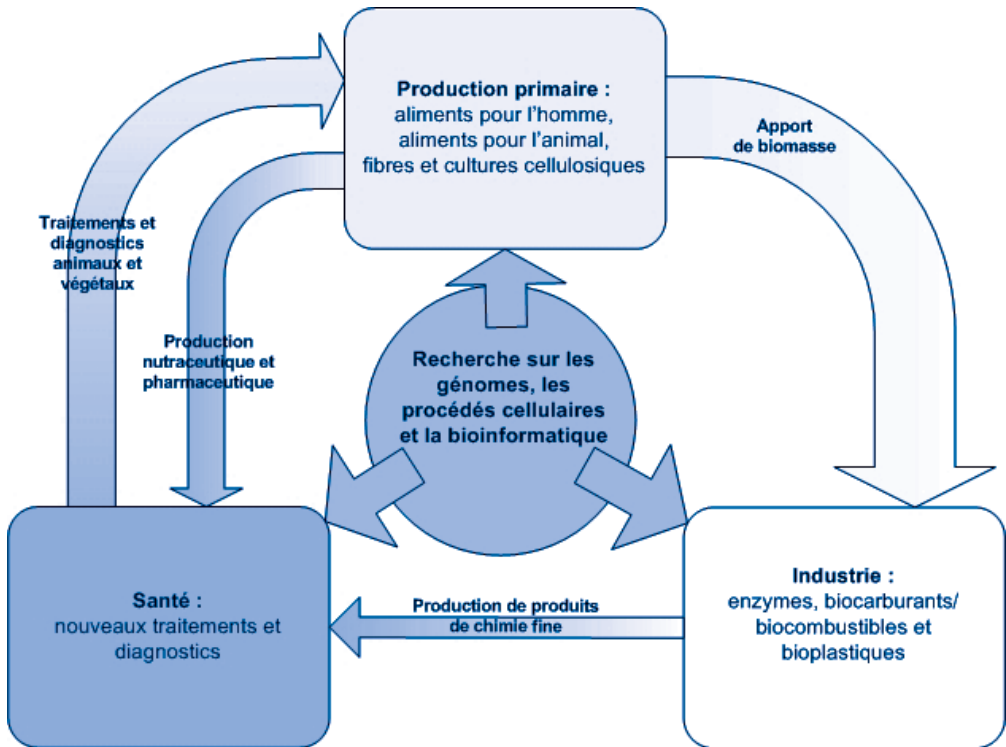 Production primaire :
aliments pour l'homme,
aliments pour l'animal,
fibres et cultures cellulosiques
Apport
de biomasse
Traitements et
diagnostics
animaux et
végétaux
Production
nutraceutique et
pharmaceutique
Recherche sur les
génomes, les
procédés cellulaires
et la bioinformatique
Santé :
nouveaux traitements et
diagnostics
Production de produits
de chimie fine
Industrie :
enzymes, biocarburants/
biocombustibles et
bioplastiques